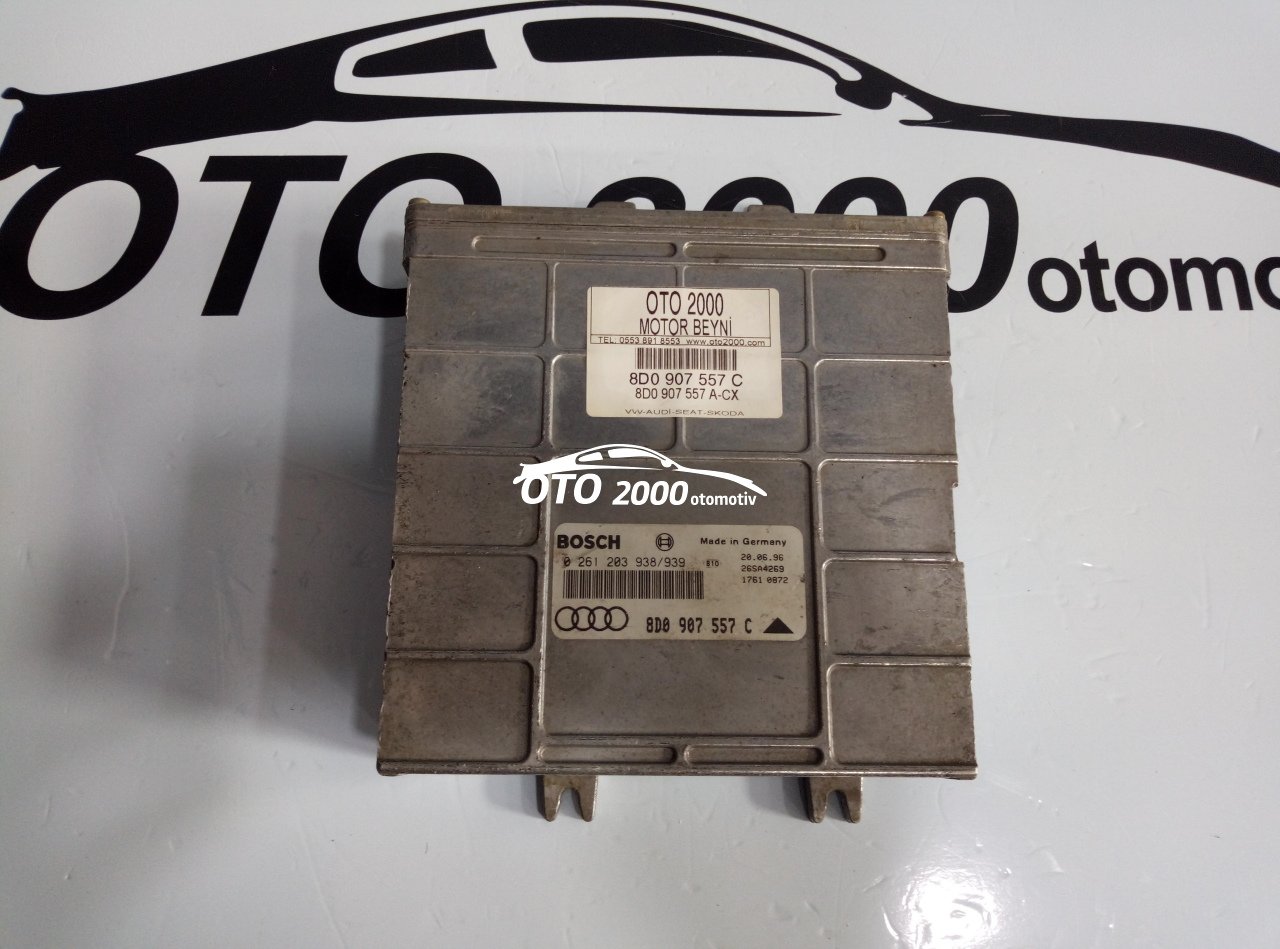 OTO 2000 otomo
OTO 2000
MOTOR BEYNİ
TEL: 0553 891 8553 www.oto2000.com
8D0 907 557 C
8D0 907 557 A-CX
VW-AUDİ-SEAT-SKODA
OTO 2000 otomotiv
BOSCH Made in Germany
0 261 203 938/939 810 20.06.96
26SA4269
1761 0872
8D0 907 557 C